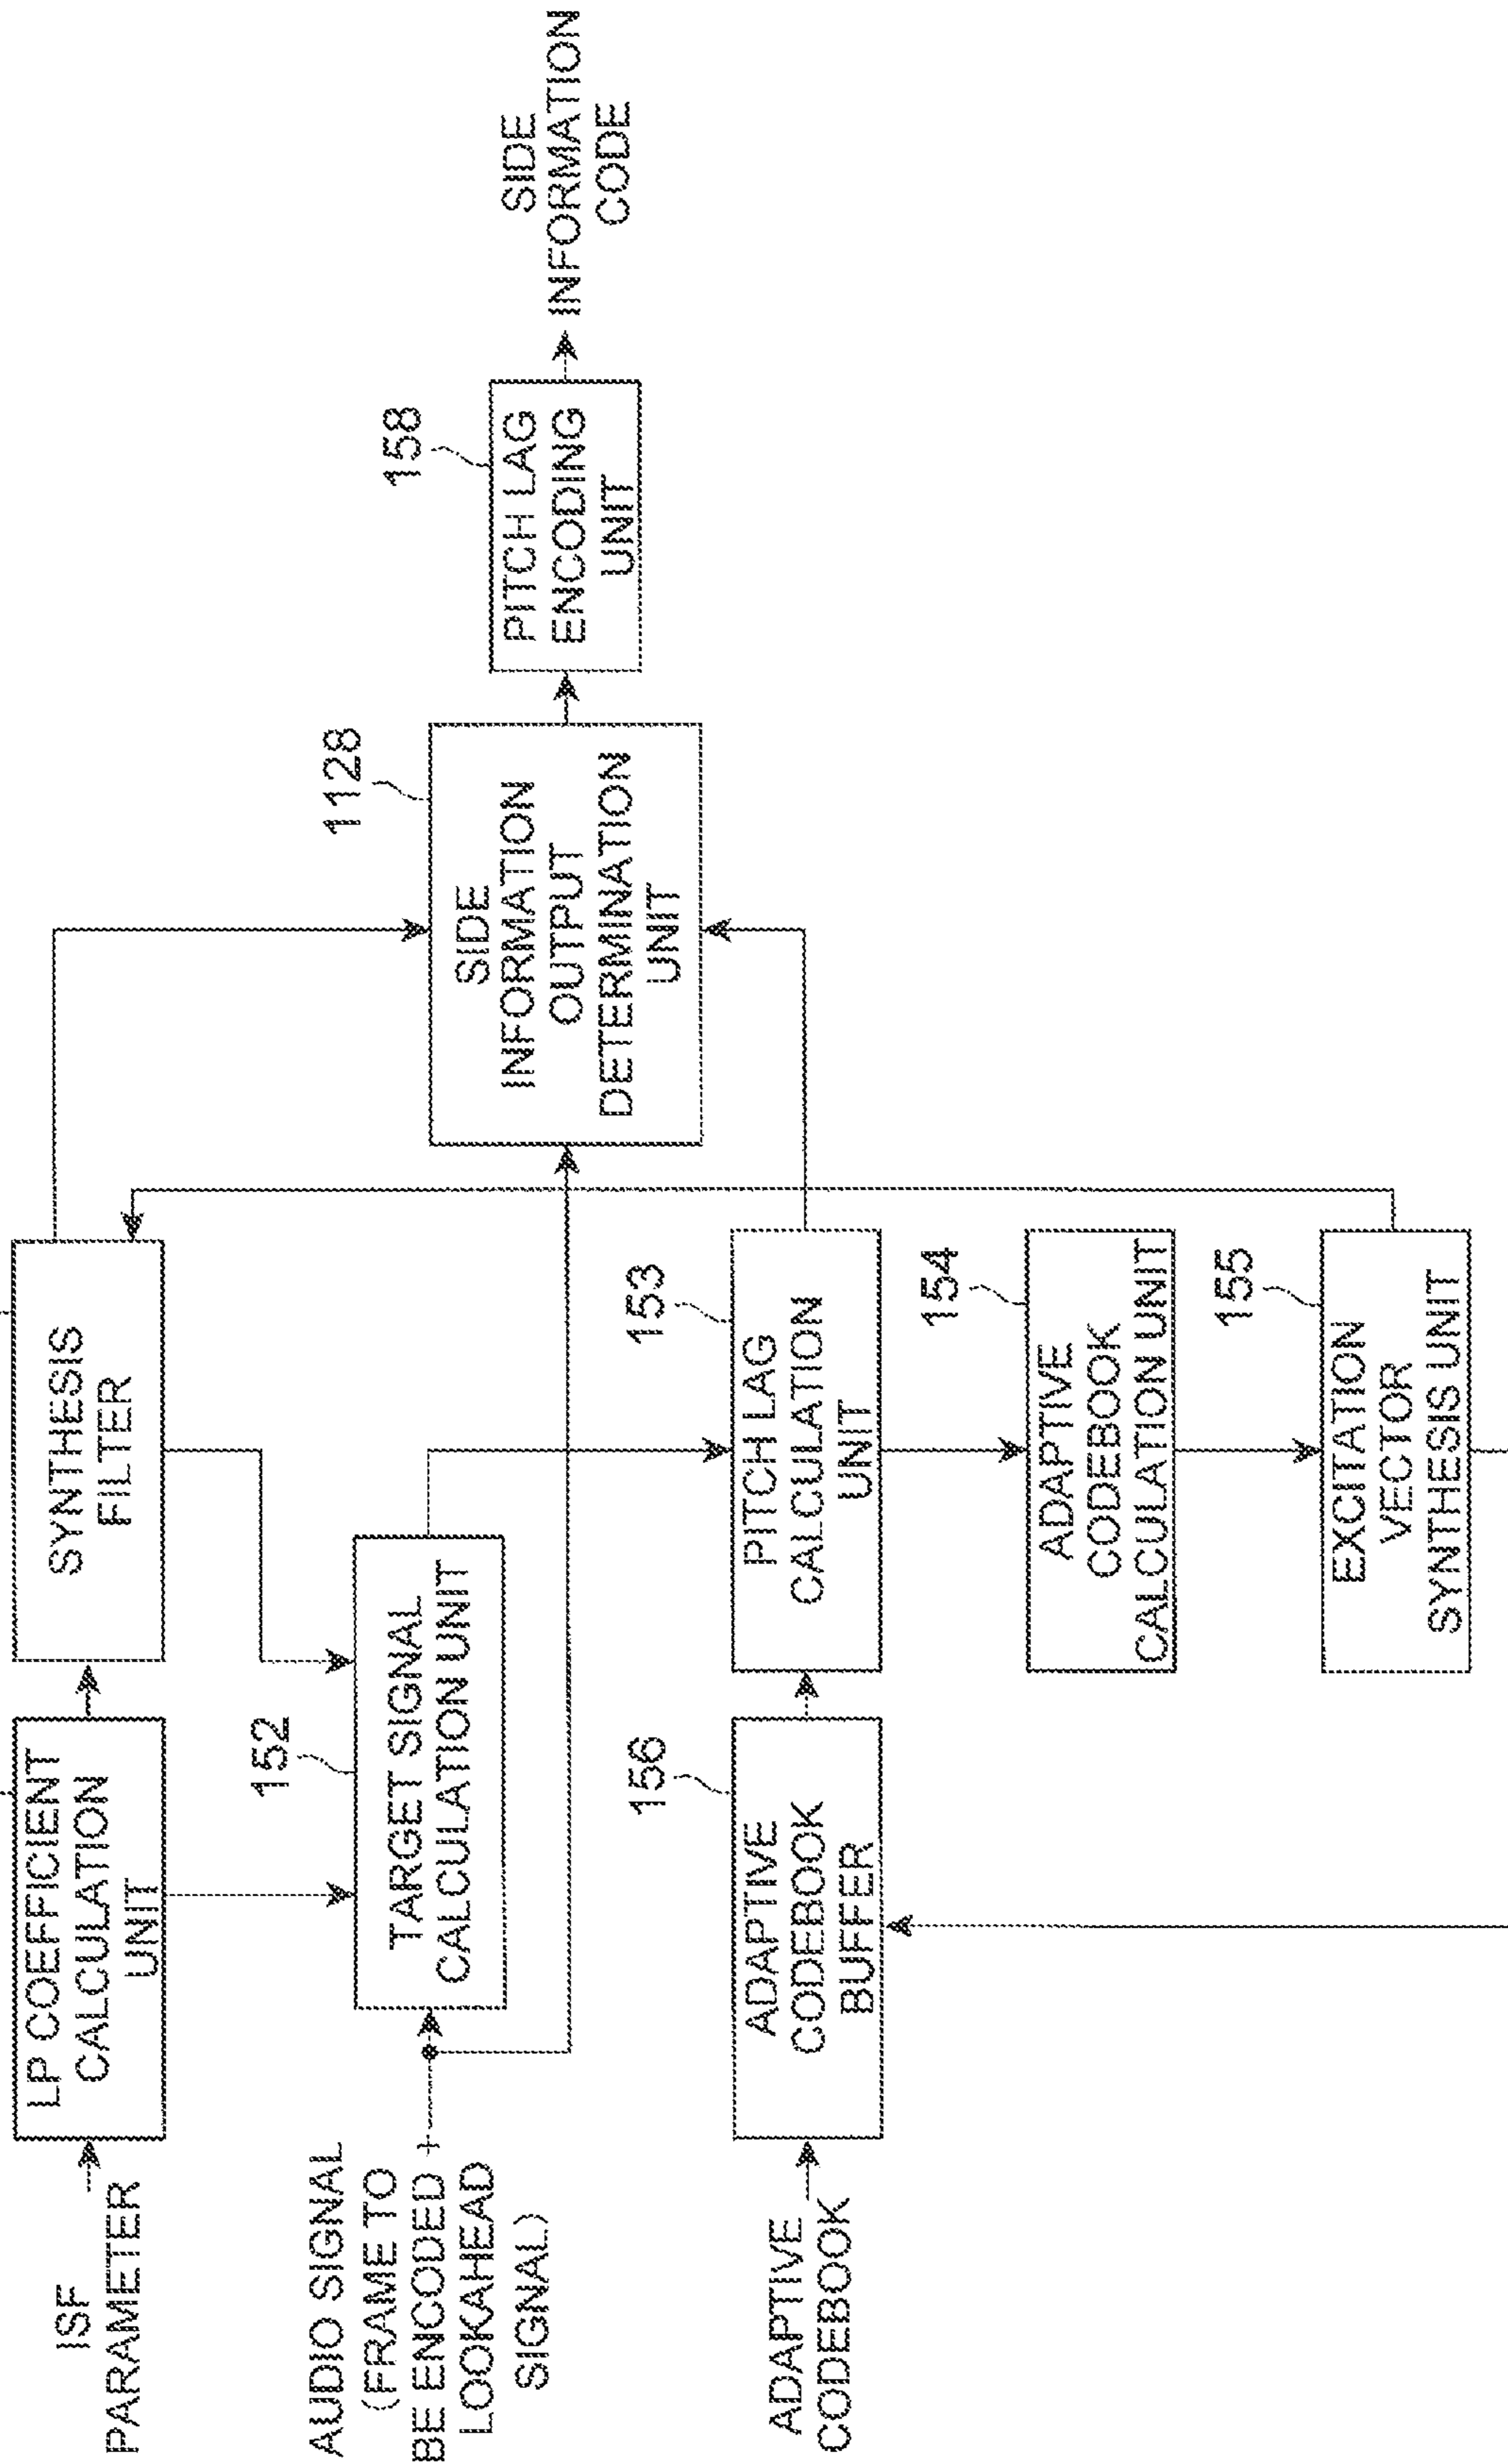 ISF
PARAMETER
LP COEFFICIENT
CALCULATION
UNIT
SYNTHESIS
FILTER
AUDIO SIGNAL
(FRAME TO
BE ENCODED +
LOOKAHEAD
SIGNAL)
152
TARGET SIGNAL
CALCULATION UNIT
1128
SIDE
INFORMATION
OUTPUT
DETERMINATION
UNIT
158
PITCH LAG
ENCODING
UNIT
SIDE
INFORMATION
CODE
ADAPTIVE
CODEBOOK
156
ADAPTIVE
CODEBOOK
BUFFER
153
PITCH LAG
CALCULATION
UNIT
154
ADAPTIVE
CODEBOOK
CALCULATION UNIT
155
EXCITATION
VECTOR
SYNTHESIS UNIT